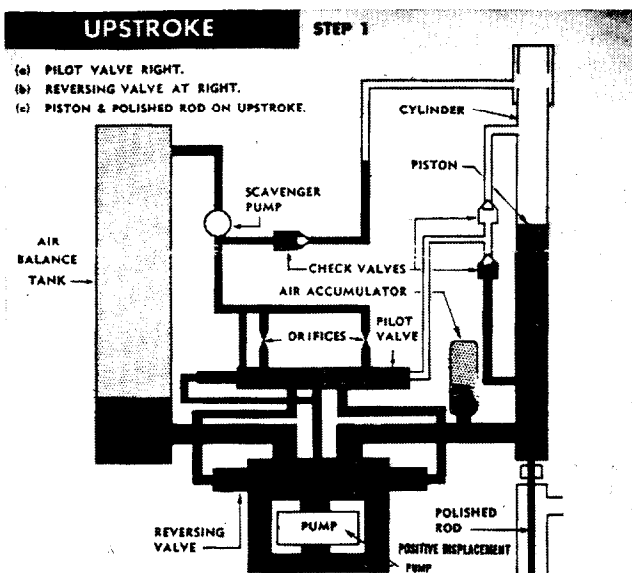 UPSTROKE
STEP 1
(a) PILOT VALVE RIGHT.
(b) REVERSING VALVE AT RIGHT.
(c) PISTON & POLISHED ROD ON UPSTROKE.
CYLINDER
PISTON
SCAVENGER
PUMP
AIR
BALANCE
TANK
CHECK VALVES
AIR ACCUMULATOR
ORIFICES
PILOT
VALVE
REVERSING
VALVE
PUMP
POLISHED
ROD
POSITIVE DISPLACEMENT
PUMP